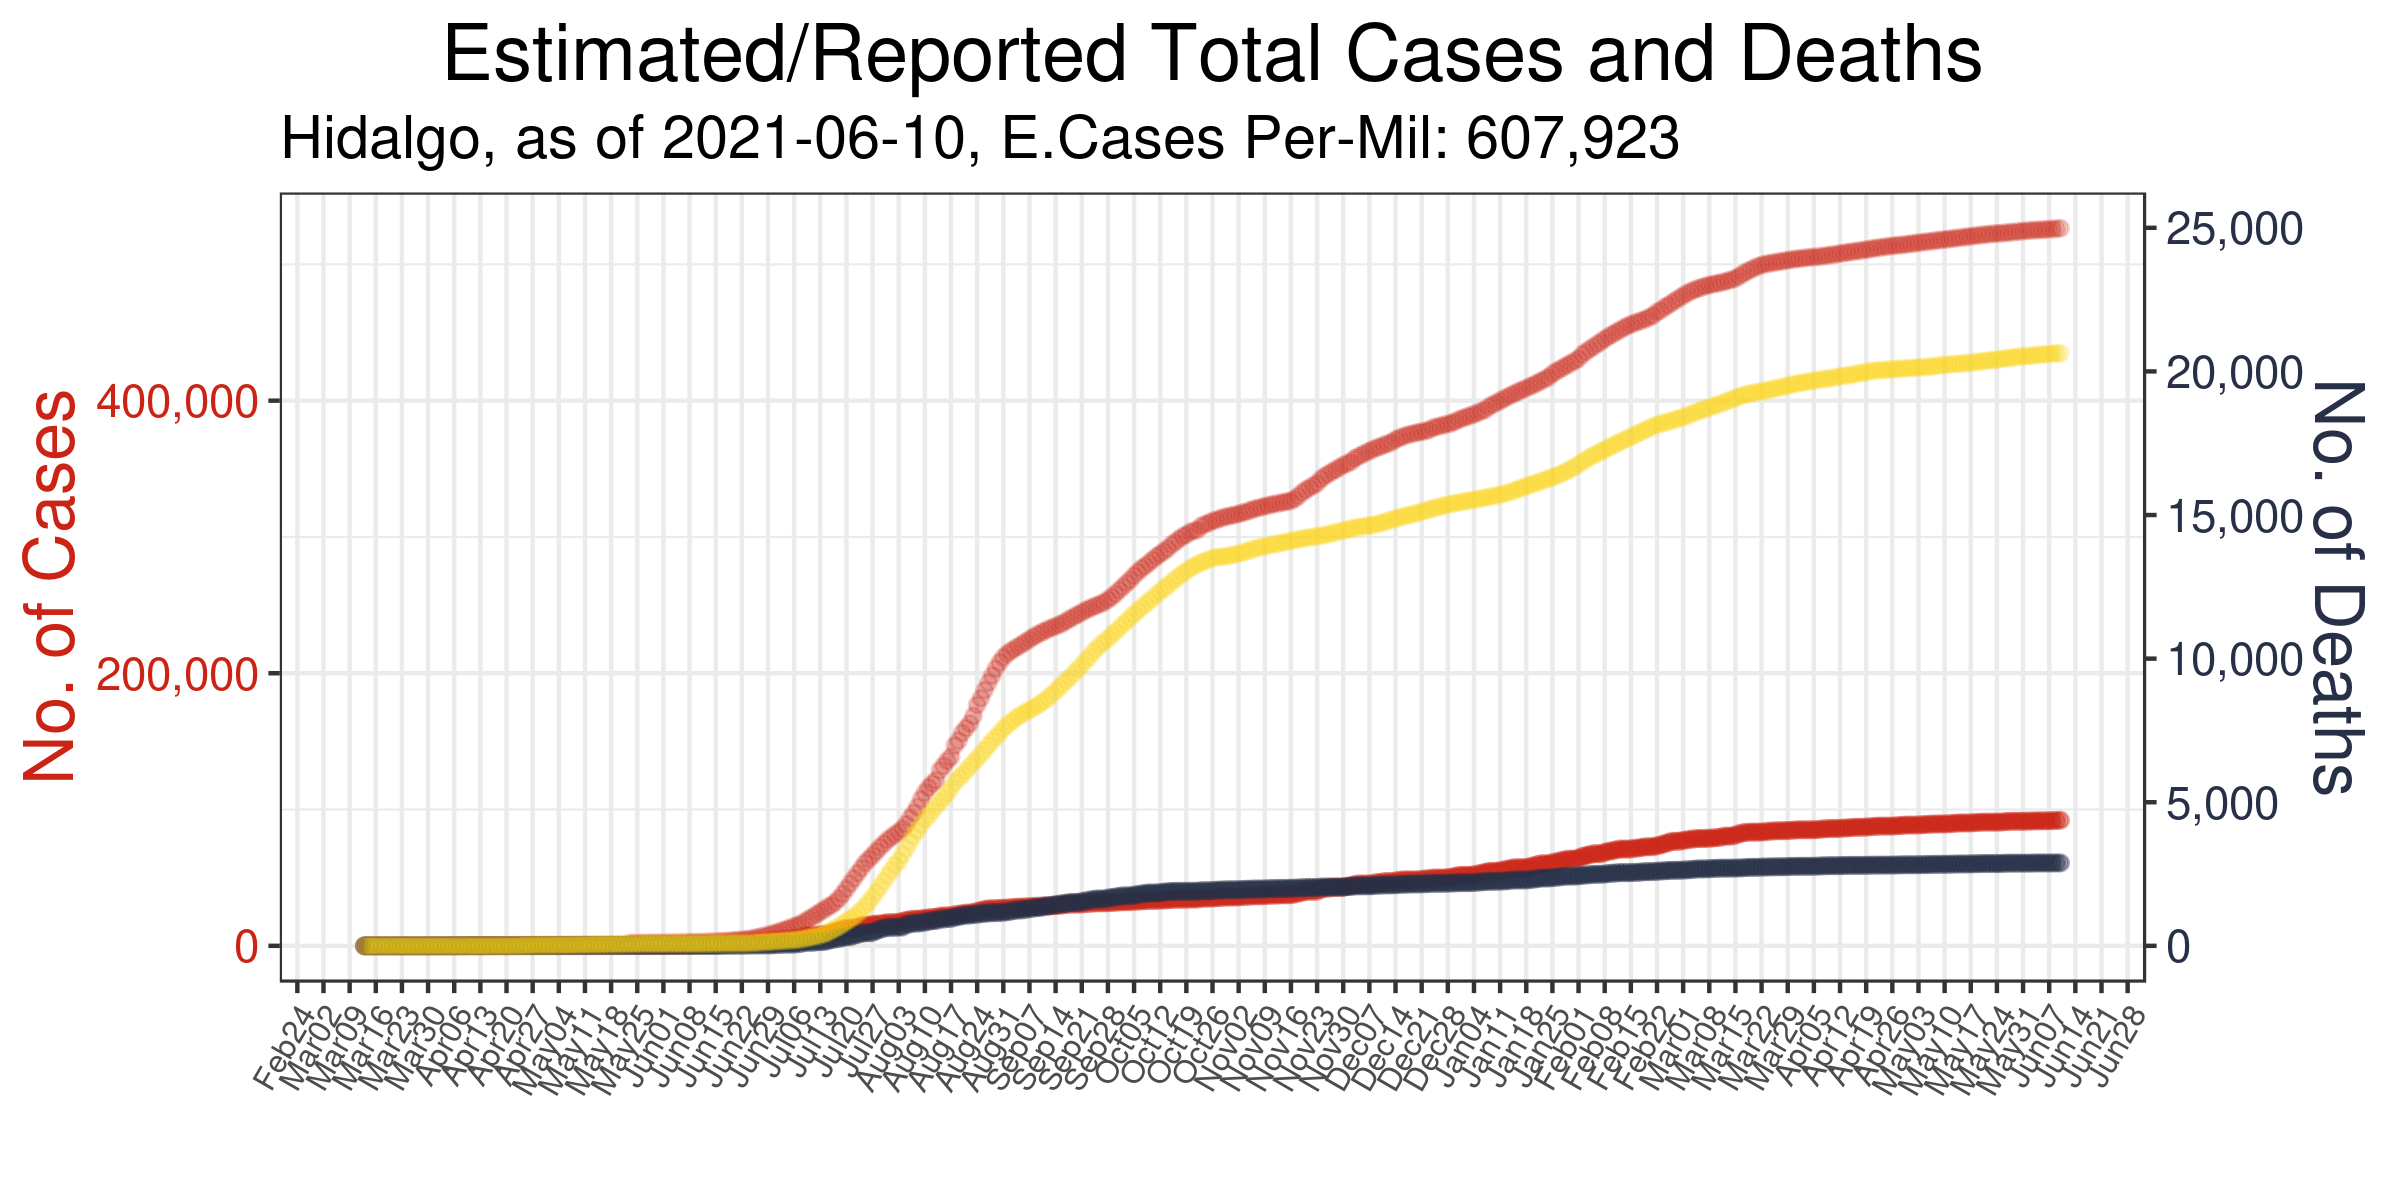 Estimated/Reported Total Cases and Deaths
Hidalgo, as of 2021-06-10, E.Cases Per-Mil: 607,923
No. of Cases
400,000
200,000
0
25,000
20,000
15,000
10,000
5,000
0
No. of Deaths
Feb24
Mar02
Mar09
Mar16
Mar23
Mar30
Apr06
Apr13
Apr20
Apr27
May04
May11
May18
May25
Jun01
Jun08
Jun15
Jun22
Jun29
Jul06
Jul13
Jul20
Jul27
Aug03
Aug10
Aug17
Aug24
Aug31
Sep07
Sep14
Sep21
Sep28
Oct05
Oct12
Oct19
Oct26
Nov02
Nov09
Nov16
Nov23
Nov30
Dec07
Dec14
Dec21
Dec28
Jan04
Jan11
Jan18
Jan25
Feb01
Feb08
Feb15
Feb22
Mar01
Mar08
Mar15
Mar22
Mar29
Apr05
Apr12
Apr19
Apr26
May03
May10
May17
May24
May31
Jun07
Jun14
Jun21
Jun28